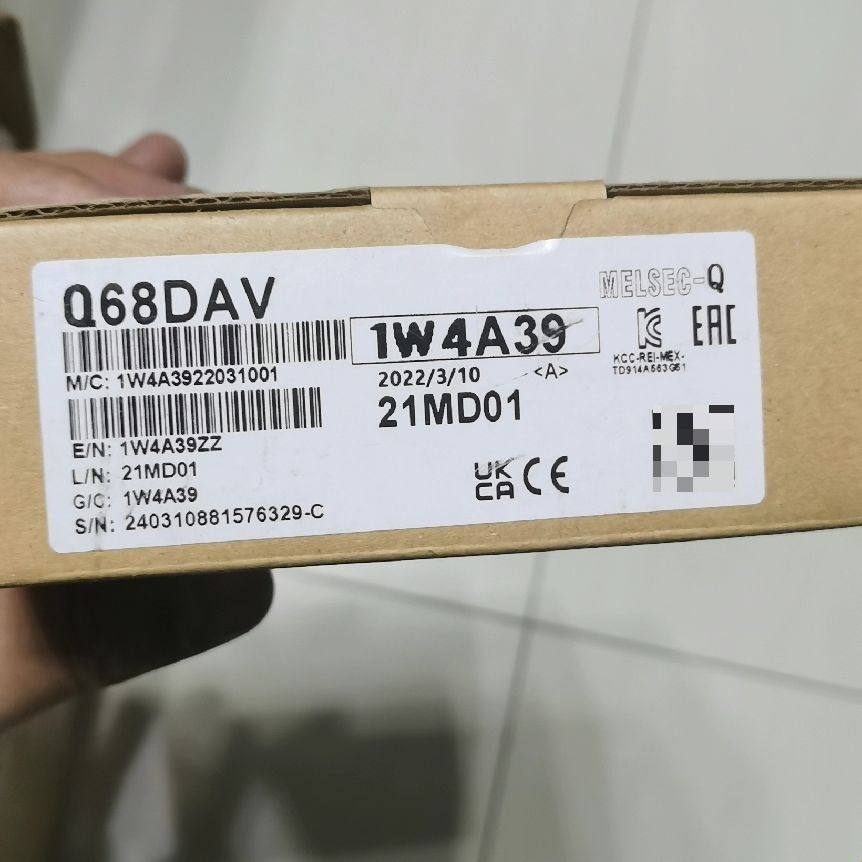 Q68DAV
MELSEC-Q
1W4A39
M/C: 1W4A3922031001
2022/3/10 <A>
KCC-REI-MEX-
TD914A563G51
EAC
21MD01
E/N: 1W4A39ZZ
L/N: 21MD01
G/C: 1W4A39
S/N: 240310881576329-C
UK
CA CE